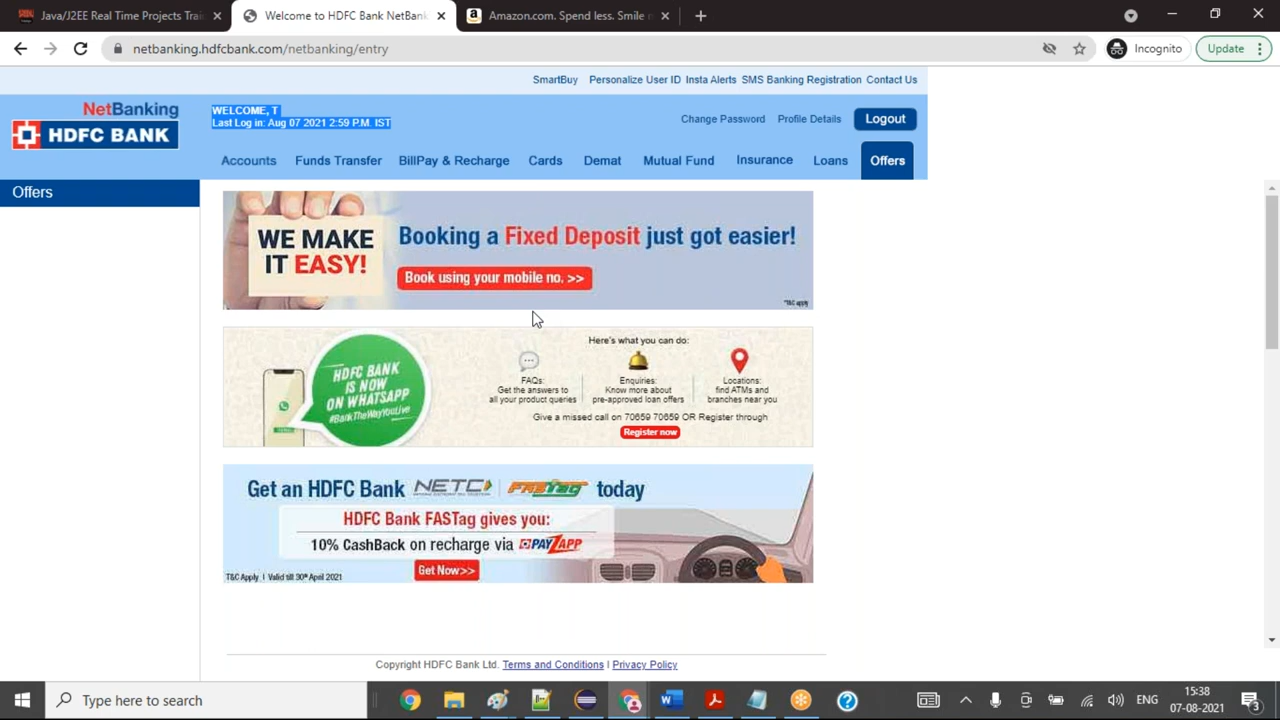 Java/J2EE Real Time Projects Trai
Welcome to HDFC Bank NetBank
Amazon.com. Spend less. Smile m
netbanking.hdfcbank.com/netbanking/entry
Incognito
Update
SmartBuy Personalize User ID Insta Alerts SMS Banking Registration Contact Us
NetBanking
HDFC BANK
WELCOME, T
Last Log in: Aug 07 2021 2:59 P.M. IST
Change Password Profile Details Logout
Accounts Funds Transfer BillPay & Recharge Cards Demat Mutual Fund Insurance Loans Offers
Offers
WE MAKE
IT EASY!
Booking a Fixed Deposit just got easier!
Book using your mobile no. >>
*T&C apply
HDFC BANK
IS NOW
ON WHATSAPP
#BankTheWayYouLive
Here's what you can do:
FAQs:
Get the answers to
all your product queries
Enquiries:
Know more about
pre-approved loan offers
Locations:
find ATMs and
branches near you
Give a missed call on 70659 70659 OR Register through
Register now
Get an HDFC Bank NETC FASTag today
HDFC Bank FASTag gives you:
10% CashBack on recharge via PAYZAPP
Get Now>>
T&C Apply | Valid till 30th April 2021
Copyright HDFC Bank Ltd. Terms and Conditions | Privacy Policy
Type here to search
ENG
15:38
07-08-2021
3